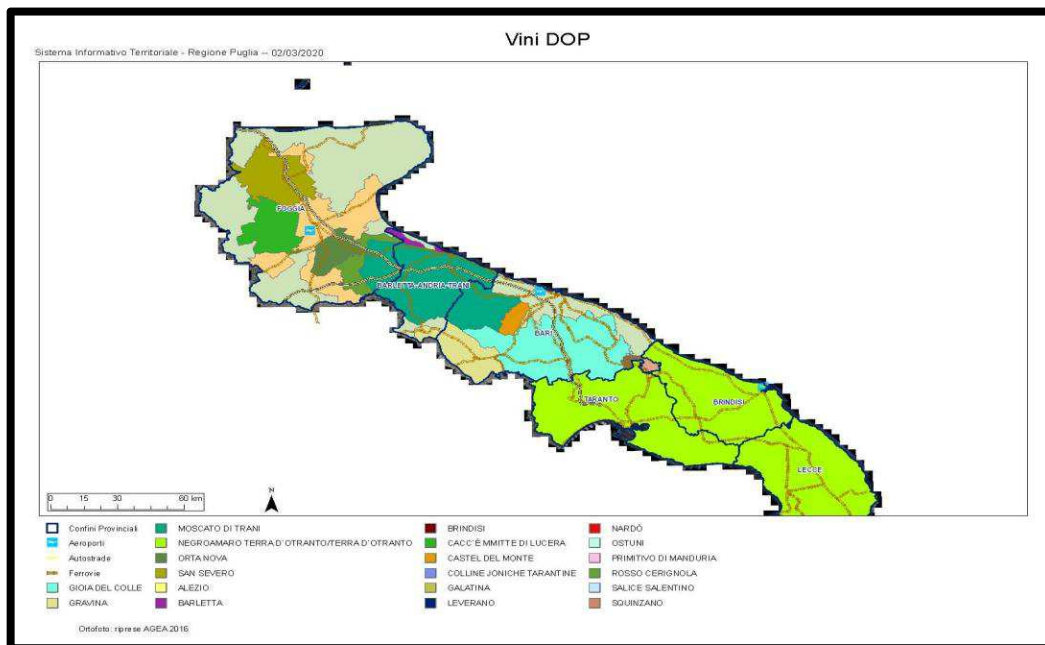 Vini DOP
Sistema Informativo Territoriale - Regione Puglia -- 02/03/2020
FOGGIA
BARLETTA-ANDRIA-TRANI
BARI
TARANTO
BRINDISI
LECCE
0 15 30 60 km
N
Confini Provinciali
Aeroporti
Autostrade
Ferrovie
GIOIA DEL COLLE
GRAVINA
MOSCATO DI TRANI
NEGROAMARO TERRA D'OTRANTO/TERRA D'OTRANTO
ORTA NOVA
SAN SEVERO
ALEZIO
BARLETTA
BRINDISI
CACC'È MMITTE DI LUCERA
CASTEL DEL MONTE
COLLINE JONICHE TARANTINE
GALATINA
LEVERANO
NARDÒ
OSTUNI
PRIMITIVO DI MANDURIA
ROSSO CERIGNOLA
SALICE SALENTINO
SQUINZANO
Ortofoto: riprese AGEA 2016